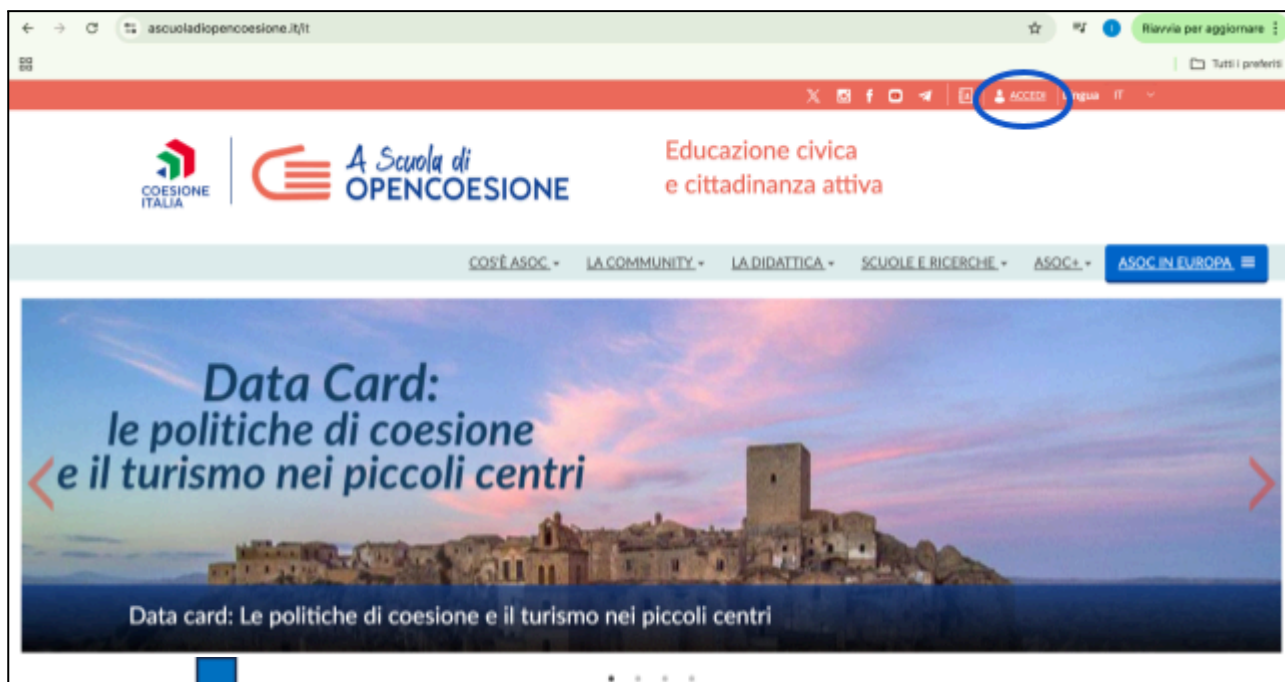 ascuoladiopencoesione.it/it
Riavvia per aggiornare
Tutti i preferiti
ACCEDI Lingua IT
COESIONE
ITALIA
A Scuola di
OPENCOESIONE
Educazione civica
e cittadinanza attiva
COS'È ASOC LA COMMUNITY LA DIDATTICA SCUOLE E RICERCHE ASOC+ ASOC IN EUROPA
Data Card:
le politiche di coesione
e il turismo nei piccoli centri
Data card: Le politiche di coesione e il turismo nei piccoli centri